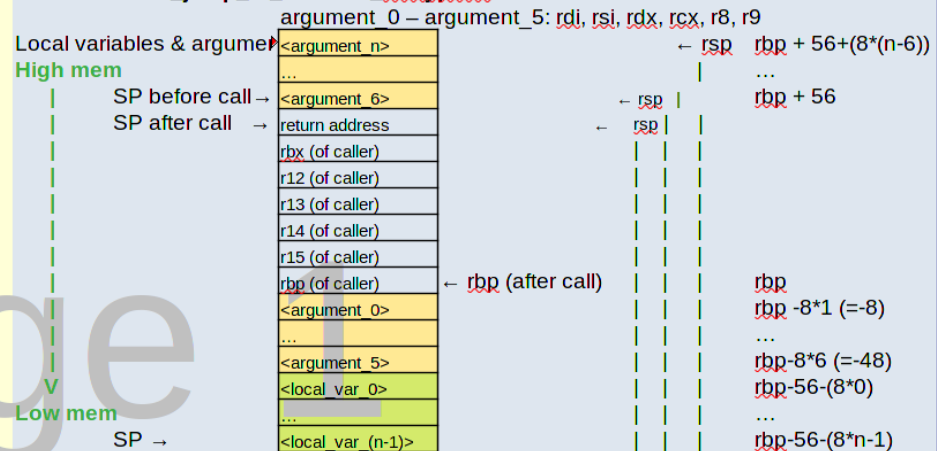 argument_0 – argument_5: rdi, rsi, rdx, rcx, r8, r9
Local variables & argumer <argument_n> ← rsp rbp + 56+(8*(n-6))
High mem ... | ...
| SP before call→ <argument_6> ← rsp | rbp + 56
| SP after call → return address ← rsp | |
| rbx (of caller) | | |
| r12 (of caller) | | |
| r13 (of caller) | | |
| r14 (of caller) | | |
| r15 (of caller) | | |
| rbp (of caller) ← rbp (after call) | | | rbp
| <argument_0> | | | rbp -8*1 (=-8)
| ... | | | ...
| <argument_5> | | | rbp-8*6 (=-48)
V <local_var_0> | | | rbp-56-(8*0)
Low mem ... | | | ...
SP → <local_var_(n-1)> | | | rbp-56-(8*n-1)
ge 1